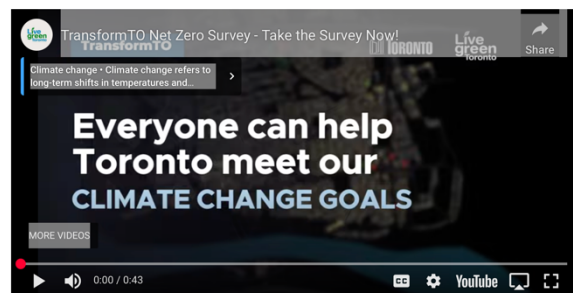 Live green Toronto
TransformTO Net Zero Survey - Take the Survey Now!
TransformTO
TORONTO
Live green Toronto
Share
Climate change • Climate change refers to
long-term shifts in temperatures and...
Everyone can help
Toronto meet our
CLIMATE CHANGE GOALS
MORE VIDEOS
0:00 / 0:43
CC
YouTube